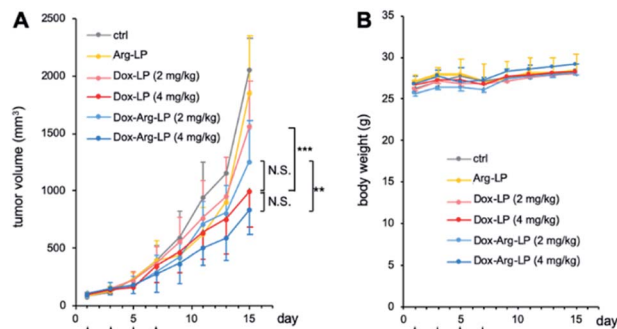 A
tumor volume (mm³)
2500
2000
1500
1000
500
0
ctrl
Arg-LP
Dox-LP (2 mg/kg)
Dox-LP (4 mg/kg)
Dox-Arg-LP (2 mg/kg)
Dox-Arg-LP (4 mg/kg)
***
N.S.
**
N.S.
0 5 10 15 day
B
body weight (g)
35
30
25
20
15
10
5
0
ctrl
Arg-LP
Dox-LP (2 mg/kg)
Dox-LP (4 mg/kg)
Dox-Arg-LP (2 mg/kg)
Dox-Arg-LP (4 mg/kg)
0 5 10 15 day